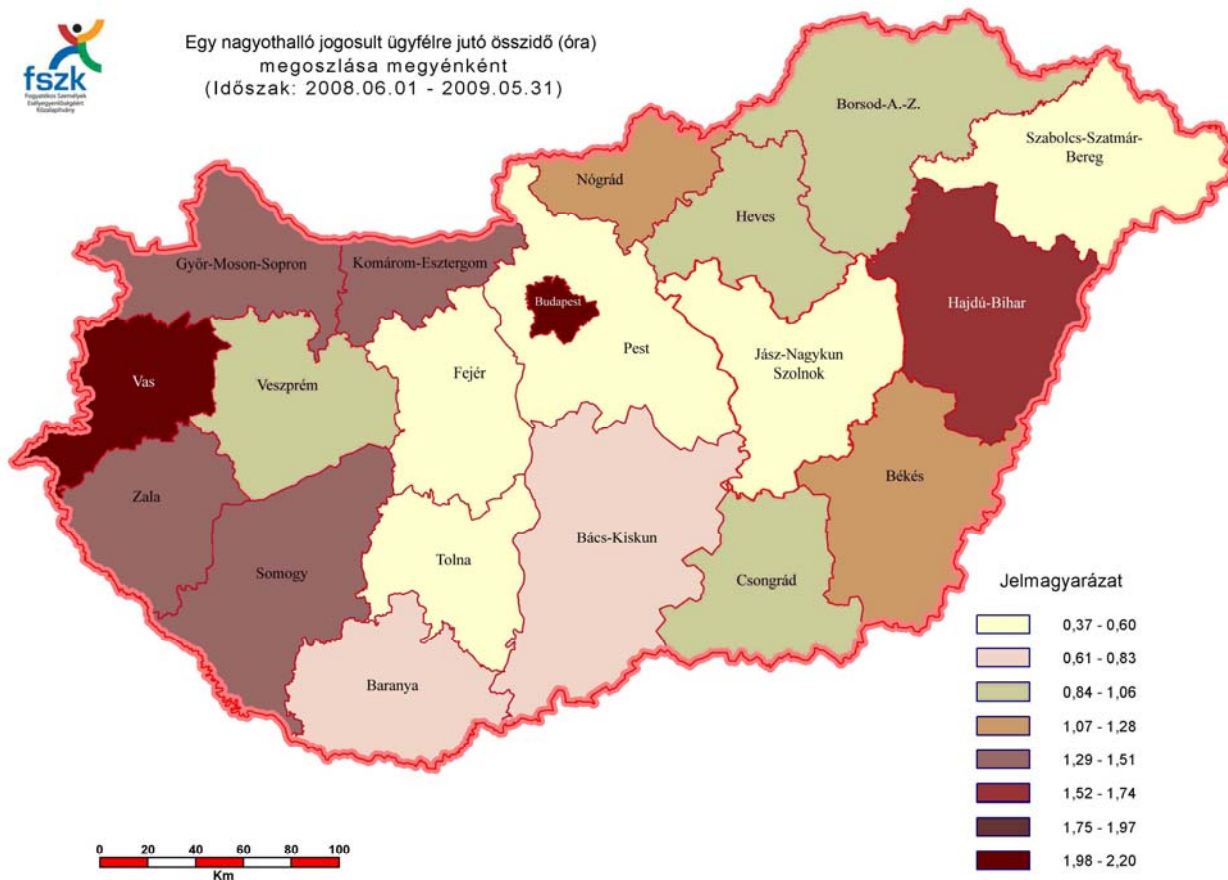 fszk
Fogyatékos Személyek
Esélyegyenlőségéért
Közalapítvány
Egy nagyothalló jogosult ügyfélre jutó összidő (óra)
megoszlása megyénként
(Időszak: 2008.06.01 - 2009.05.31)
Borsod-A.-Z.
Szabolcs-Szatmár-
Bereg
Nógrád
Heves
Győr-Moson-Sopron
Komárom-Esztergom
Budapest
Hajdú-Bihar
Pest
Jász-Nagykun
Szolnok
Vas
Veszprém
Fejér
Békés
Zala
Bács-Kiskun
Tolna
Somogy
Csongrád
Baranya
Jelmagyarázat
0,37 - 0,60
0,61 - 0,83
0,84 - 1,06
1,07 - 1,28
1,29 - 1,51
1,52 - 1,74
1,75 - 1,97
1,98 - 2,20
0 20 40 60 80 100
Km